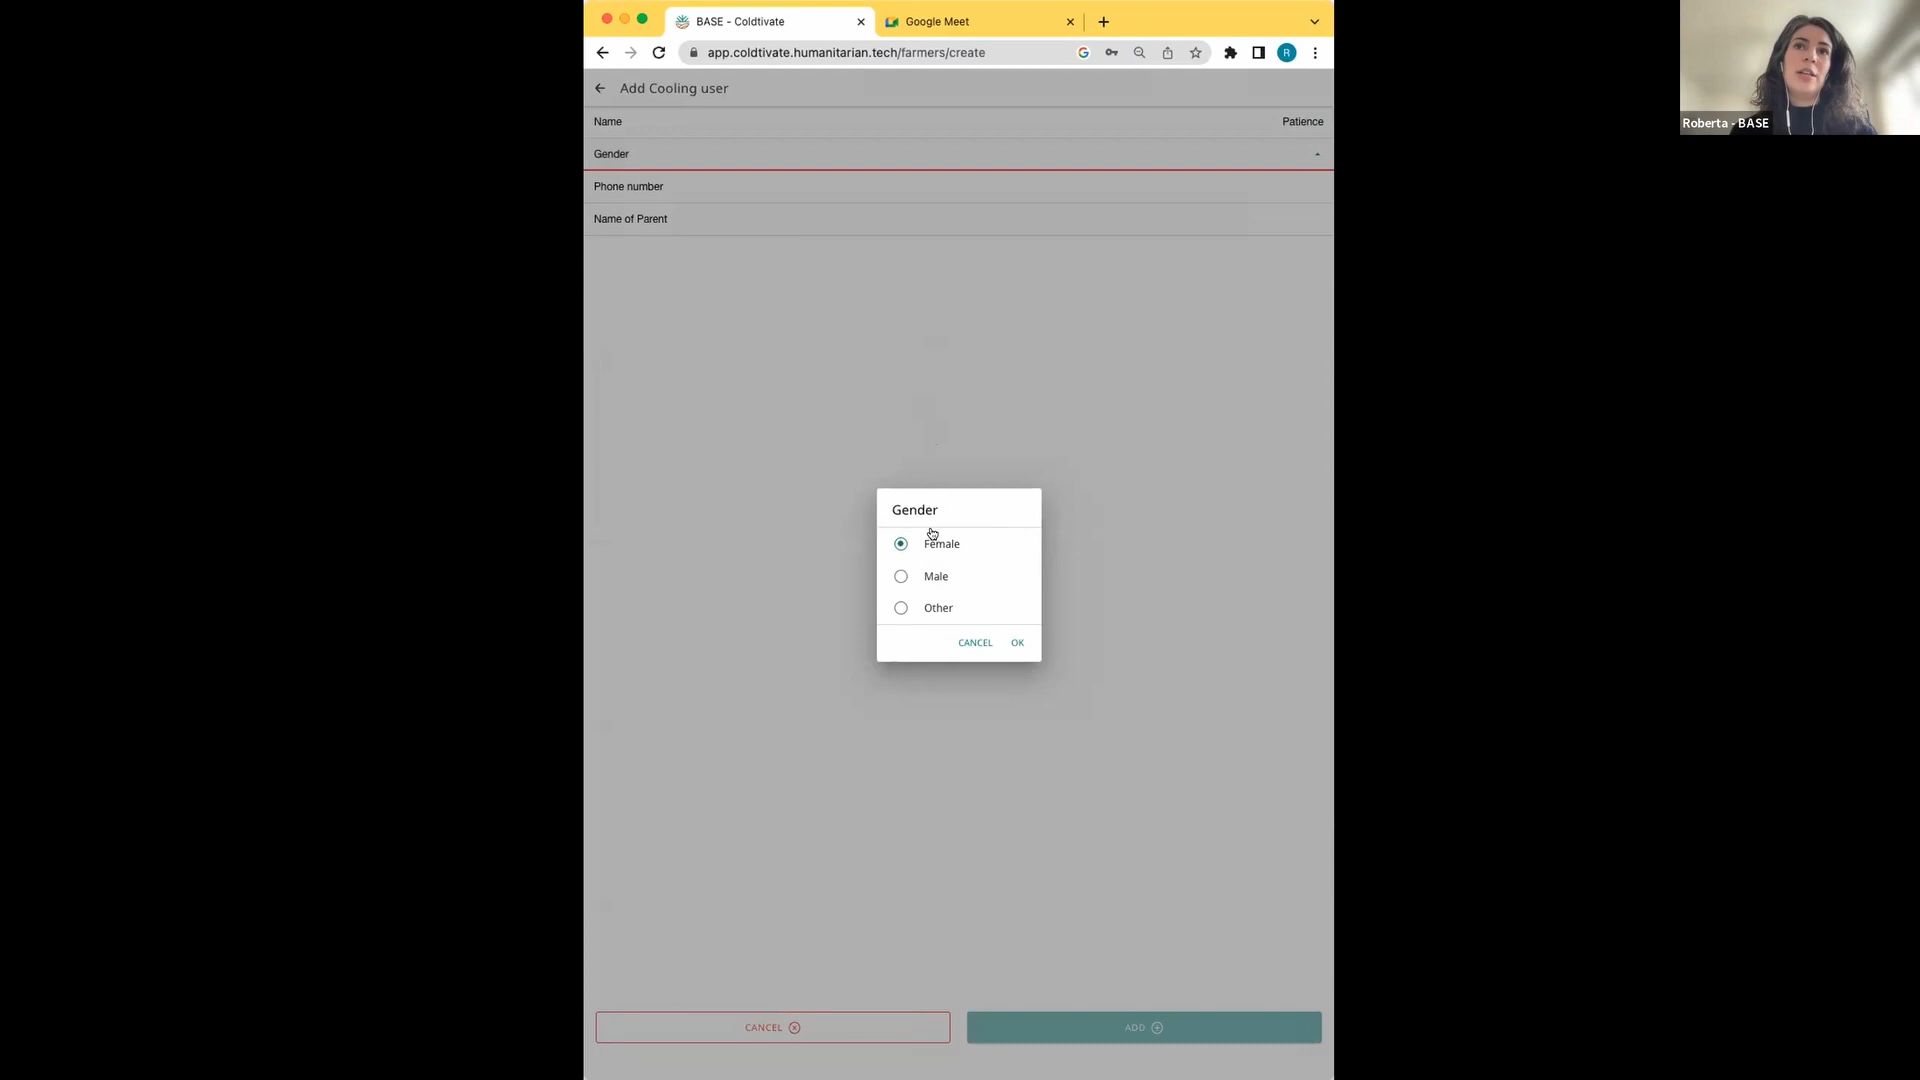 BASE - Coldtivate
Google Meet
app.coldtivate.humanitarian.tech/farmers/create
R
Add Cooling user
Name Patience
Gender
Phone number
Name of Parent
Gender
Female
Male
Other
CANCEL OK
CANCEL ADD
Roberta - BASE